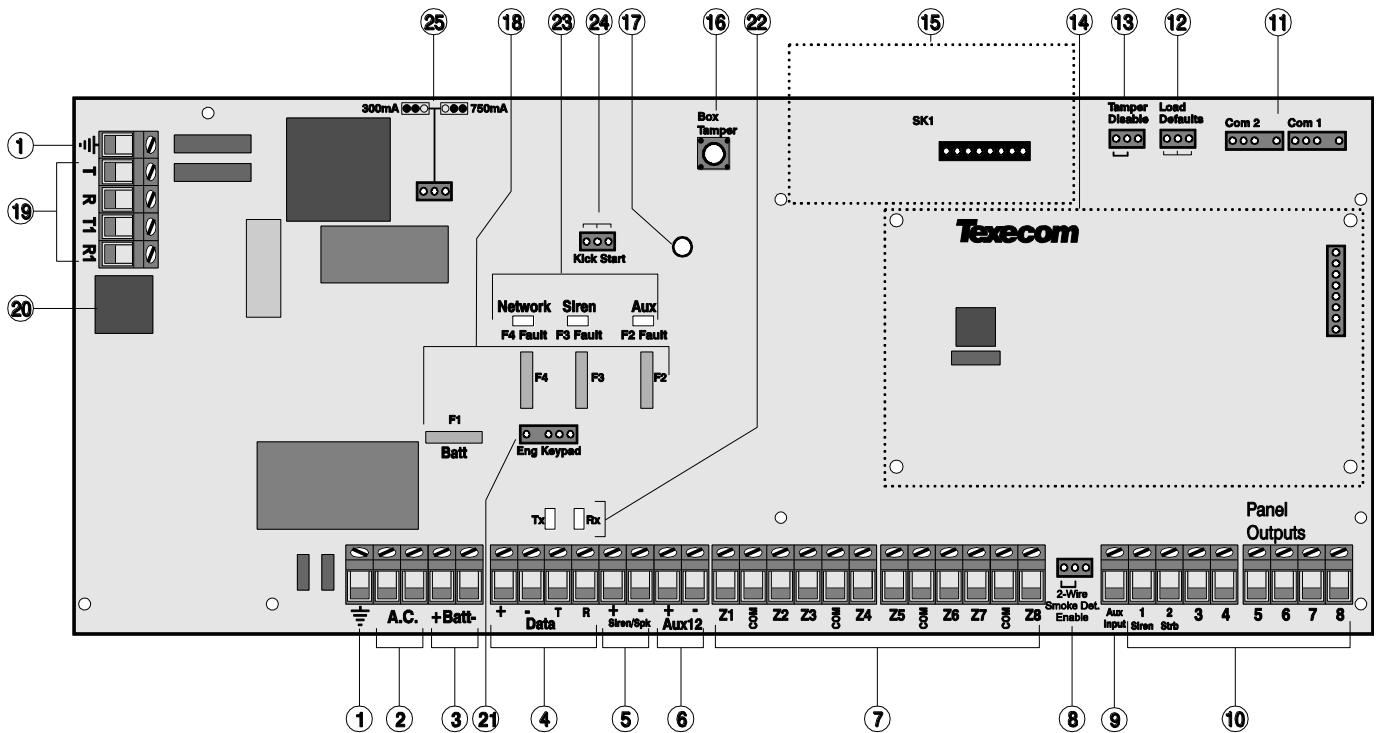 25 18 23 24 17 16 22 15 14 13 12 11
300mA 750mA
Box
Tamper
SK1
Tamper
Disable
Load
Defaults
Com 2 Com 1
1
T
R
T1
R1
19
20
Texecom
Kick Start
Network Siren Aux
F4 Fault F3 Fault F2 Fault
F4 F3 F2
F1
Batt
Eng Keypad
Tx Rx
Panel
Outputs
A.C. +Batt-
+ - T R
Data
+ -
Siren/Spk
+ -
Aux12
Z1 COM Z2 Z3 COM Z4 Z5 COM Z6 Z7 COM Z8
2-Wire
Smoke Det.
Enable
Aux
Input
1
Siren
2
Strb
3 4 5 6 7 8
1 2 3 21 4 5 6 7 8 9 10